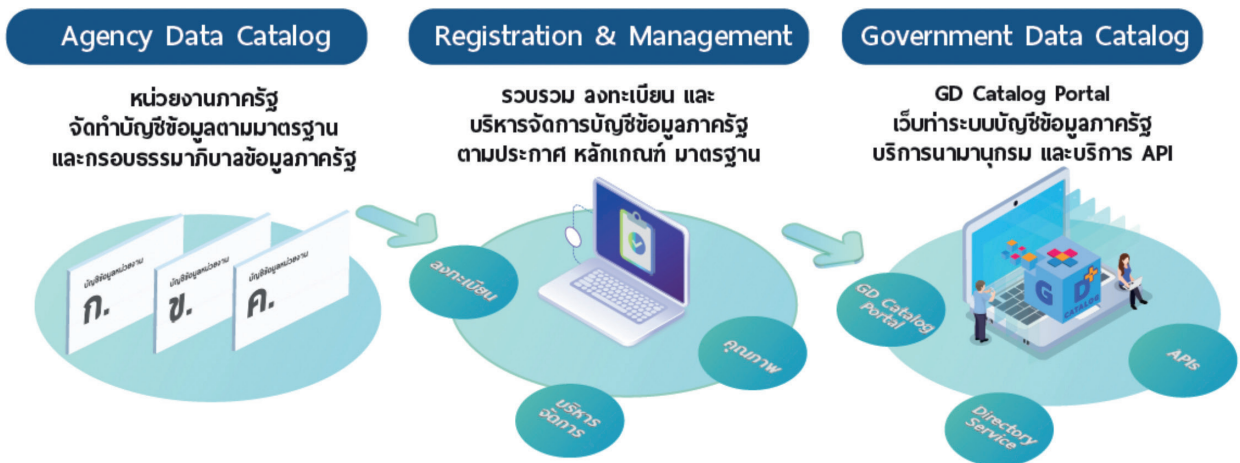 Agency Data Catalog
หน่วยงานภาครัฐ
จัดทำบัญชีข้อมูลตามมาตรฐาน
และกรอบธรรมาภิบาลข้อมูลภาครัฐ
บัญชีข้อมูลหน่วยงาน
ก.
บัญชีข้อมูลหน่วยงาน
ข.
บัญชีข้อมูลหน่วยงาน
ค.
Registration & Management
รวบรวม ลงทะเบียน และ
บริหารจัดการบัญชีข้อมูลภาครัฐ
ตามประกาศ หลักเกณฑ์ มาตรฐาน
ลงทะเบียน
คุณภาพ
บริหาร
จัดการ
Government Data Catalog
GD Catalog Portal
เว็บท่าระบบบัญชีข้อมูลภาครัฐ
บริการนามานุกรม และบริการ API
G D
CATALOG
GD Catalog
Portal
APIs
Directory
Service